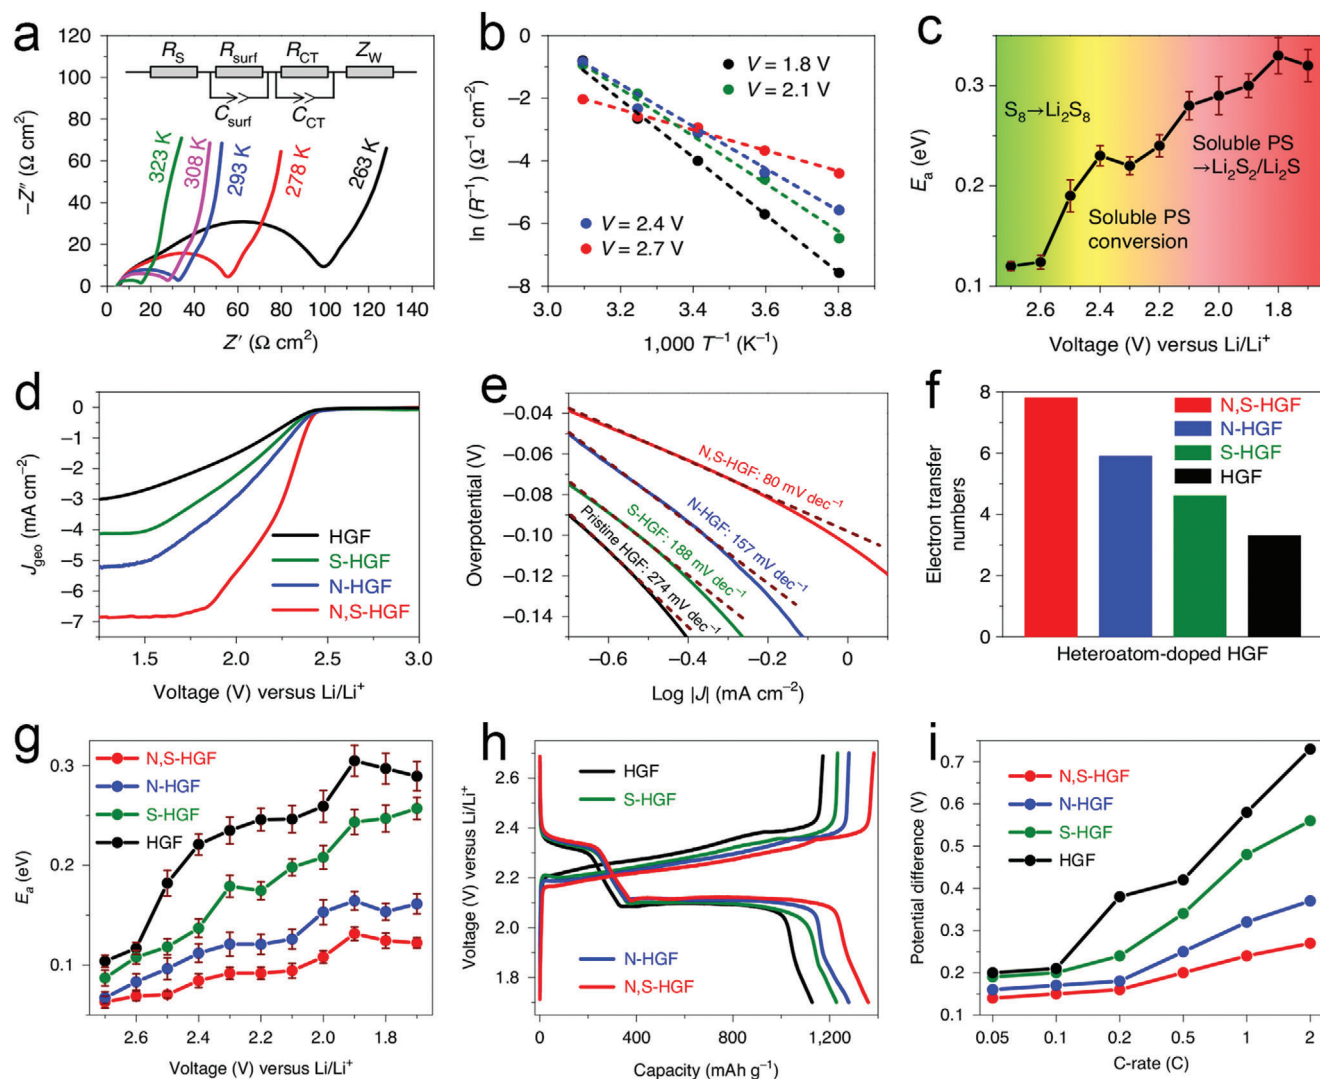 a
120
100
80
60
40
20
0
–Z″ (Ω cm²)
R_S
R_surf
R_CT
Z_W
C_surf
C_CT
323 K
308 K
293 K
278 K
263 K
0 20 40 60 80 100 120 140
Z′ (Ω cm²)
b
0
–2
–4
–6
–8
ln (R⁻¹) (Ω⁻¹ cm⁻²)
V = 1.8 V
V = 2.1 V
V = 2.4 V
V = 2.7 V
3.0 3.1 3.2 3.3 3.4 3.5 3.6 3.7 3.8
1,000 T⁻¹ (K⁻¹)
c
0.3
0.2
0.1
E_a (eV)
S₈→Li₂S₈
Soluble PS
conversion
Soluble PS
→Li₂S₂/Li₂S
2.6 2.4 2.2 2.0 1.8
Voltage (V) versus Li/Li⁺
d
0
–1
–2
–3
–4
–5
–6
–7
J_geo (mA cm⁻²)
HGF
S-HGF
N-HGF
N,S-HGF
1.5 2.0 2.5 3.0
Voltage (V) versus Li/Li⁺
e
–0.04
–0.06
–0.08
–0.10
–0.12
–0.14
Overpotential (V)
N,S-HGF: 80 mV dec⁻¹
N-HGF: 157 mV dec⁻¹
S-HGF: 188 mV dec⁻¹
Pristine HGF: 274 mV dec⁻¹
–0.6 –0.4 –0.2 0
Log |J| (mA cm⁻²)
f
8
6
4
2
0
Electron transfer
numbers
N,S-HGF
N-HGF
S-HGF
HGF
Heteroatom-doped HGF
g
0.3
0.2
0.1
E_a (eV)
N,S-HGF
N-HGF
S-HGF
HGF
2.6 2.4 2.2 2.0 1.8
Voltage (V) versus Li/Li⁺
h
2.6
2.4
2.2
2.0
1.8
Voltage (V) versus Li/Li⁺
HGF
S-HGF
N-HGF
N,S-HGF
0 400 800 1,200
Capacity (mAh g⁻¹)
i
0.7
0.6
0.5
0.4
0.3
0.2
0.1
Potential difference (V)
N,S-HGF
N-HGF
S-HGF
HGF
0.05 0.1 0.2 0.5 1 2
C-rate (C)